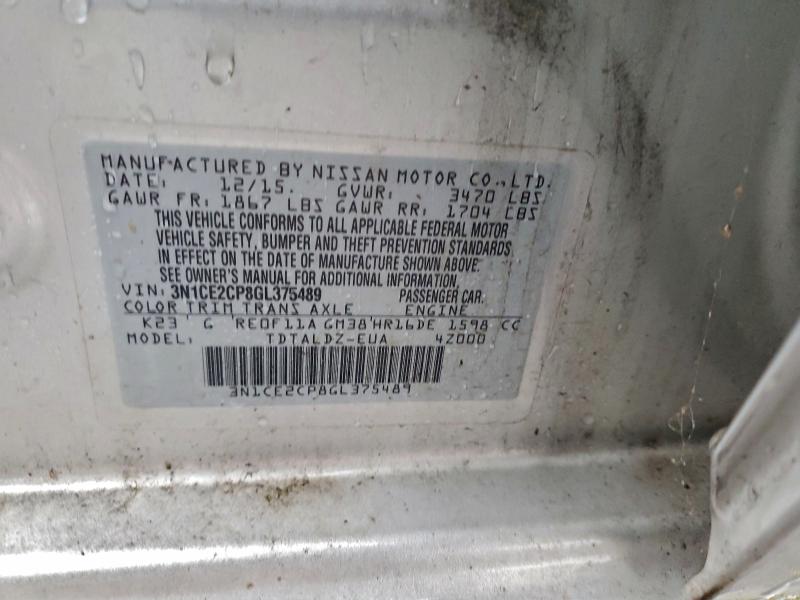 MANUFACTURED BY NISSAN MOTOR CO., LTD.
DATE: 12/15. GVWR: 3470 LBS
GAWR FR: 1867 LBS GAWR RR: 1704 LBS
THIS VEHICLE CONFORMS TO ALL APPLICABLE FEDERAL MOTOR
VEHICLE SAFETY, BUMPER AND THEFT PREVENTION STANDARDS
IN EFFECT ON THE DATE OF MANUFACTURE SHOWN ABOVE.
SEE OWNER'S MANUAL FOR ADDITIONAL INFORMATION.
VIN: 3N1CE2CP8GL375489 PASSENGER CAR.
COLOR TRIM TRANS AXLE ENGINE
K23 G RE0F11A GM38 HR16DE 1598 CC
MODEL: TDTALDZ-EUA 4Z000
3N1CE2CP8GL375489